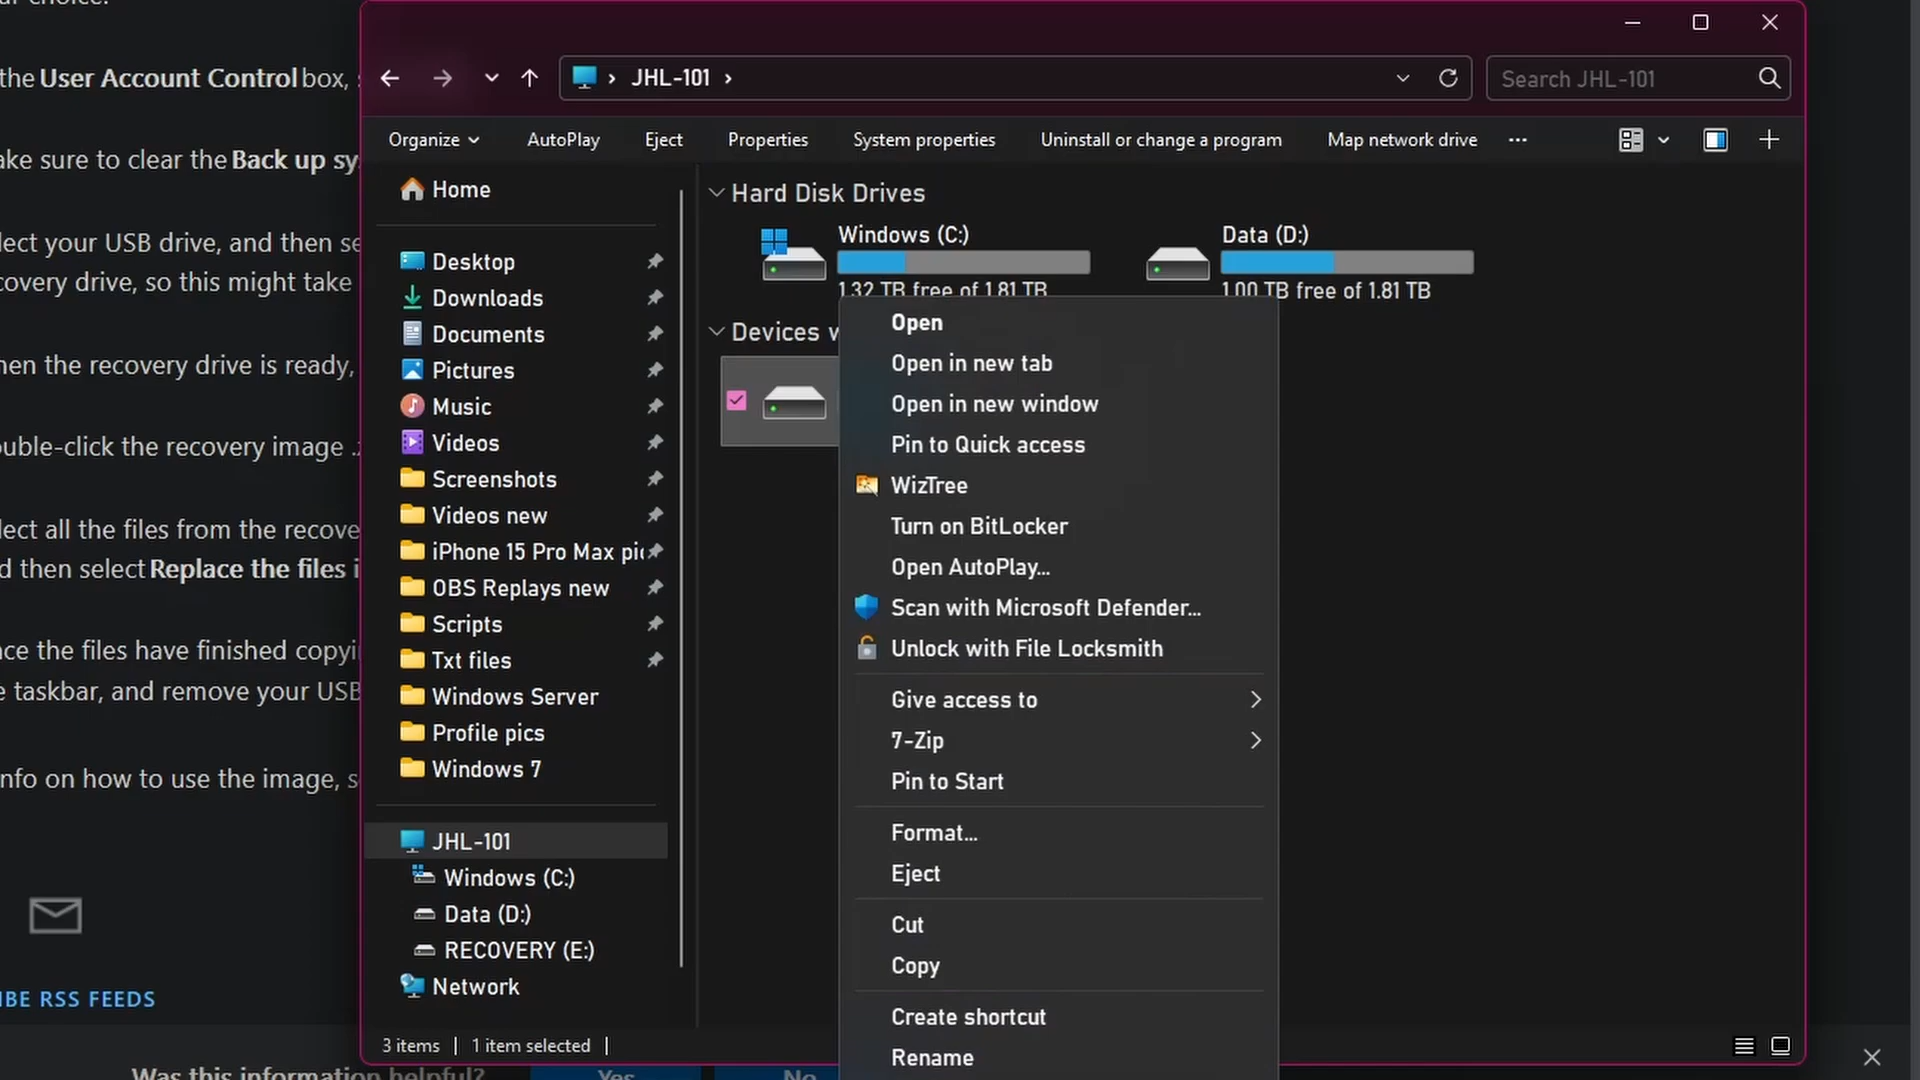 the User Account Control box,
ake sure to clear the Back up sy
lect your USB drive, and then se
covery drive, so this might take
hen the recovery drive is ready,
ouble-click the recovery image
lect all the files from the recove
d then select Replace the files i
nce the files have finished copyi
e taskbar, and remove your USB
nfo on how to use the image, s
IBE RSS FEEDS
Was this information helpful?
Yes
No
JHL-101
Search JHL-101
Organize
AutoPlay
Eject
Properties
System properties
Uninstall or change a program
Map network drive
Home
Desktop
Downloads
Documents
Pictures
Music
Videos
Screenshots
Videos new
iPhone 15 Pro Max pic
OBS Replays new
Scripts
Txt files
Windows Server
Profile pics
Windows 7
JHL-101
Windows (C:)
Data (D:)
RECOVERY (E:)
Network
3 items
1 item selected
Hard Disk Drives
Windows (C:)
1.32 TB free of 1.81 TB
Data (D:)
1.00 TB free of 1.81 TB
Devices w
Open
Open in new tab
Open in new window
Pin to Quick access
WizTree
Turn on BitLocker
Open AutoPlay...
Scan with Microsoft Defender...
Unlock with File Locksmith
Give access to
7-Zip
Pin to Start
Format...
Eject
Cut
Copy
Create shortcut
Rename